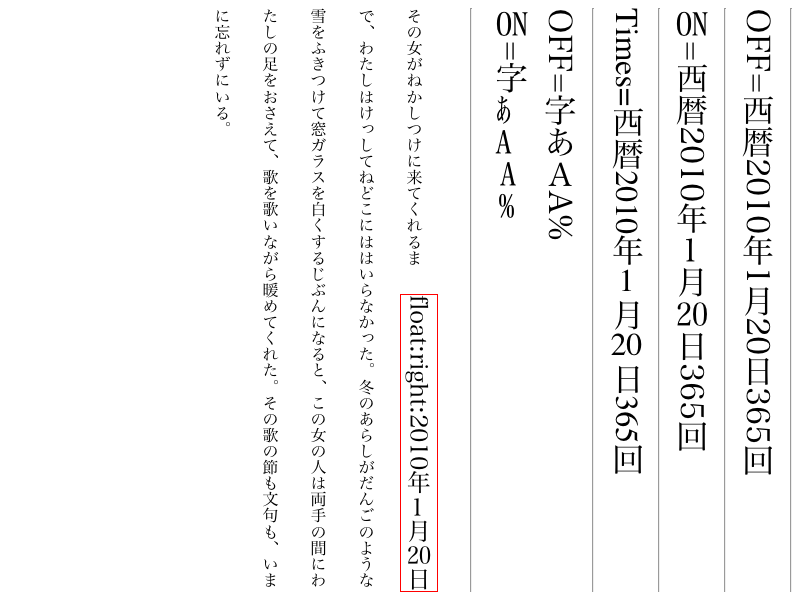 OFF=西暦2010年1月20日365回
ON=西暦2010年1月20日365回
Times=西暦2010年1月20日365回
OFF=字あAA%
ON=字あAA%
その女がねかしつけに来てくれるま
float:right:2010年1月20日
で、わたしはけっしてねどこにははいらなかった。冬のあらしがだんごのような
雪をふきつけて窓ガラスを白くするじぶんになると、この女の人は両手の間にわ
たしの足をおさえて、歌を歌いながら暖めてくれた。その歌の節も文句も、いま
に忘れずにいる。